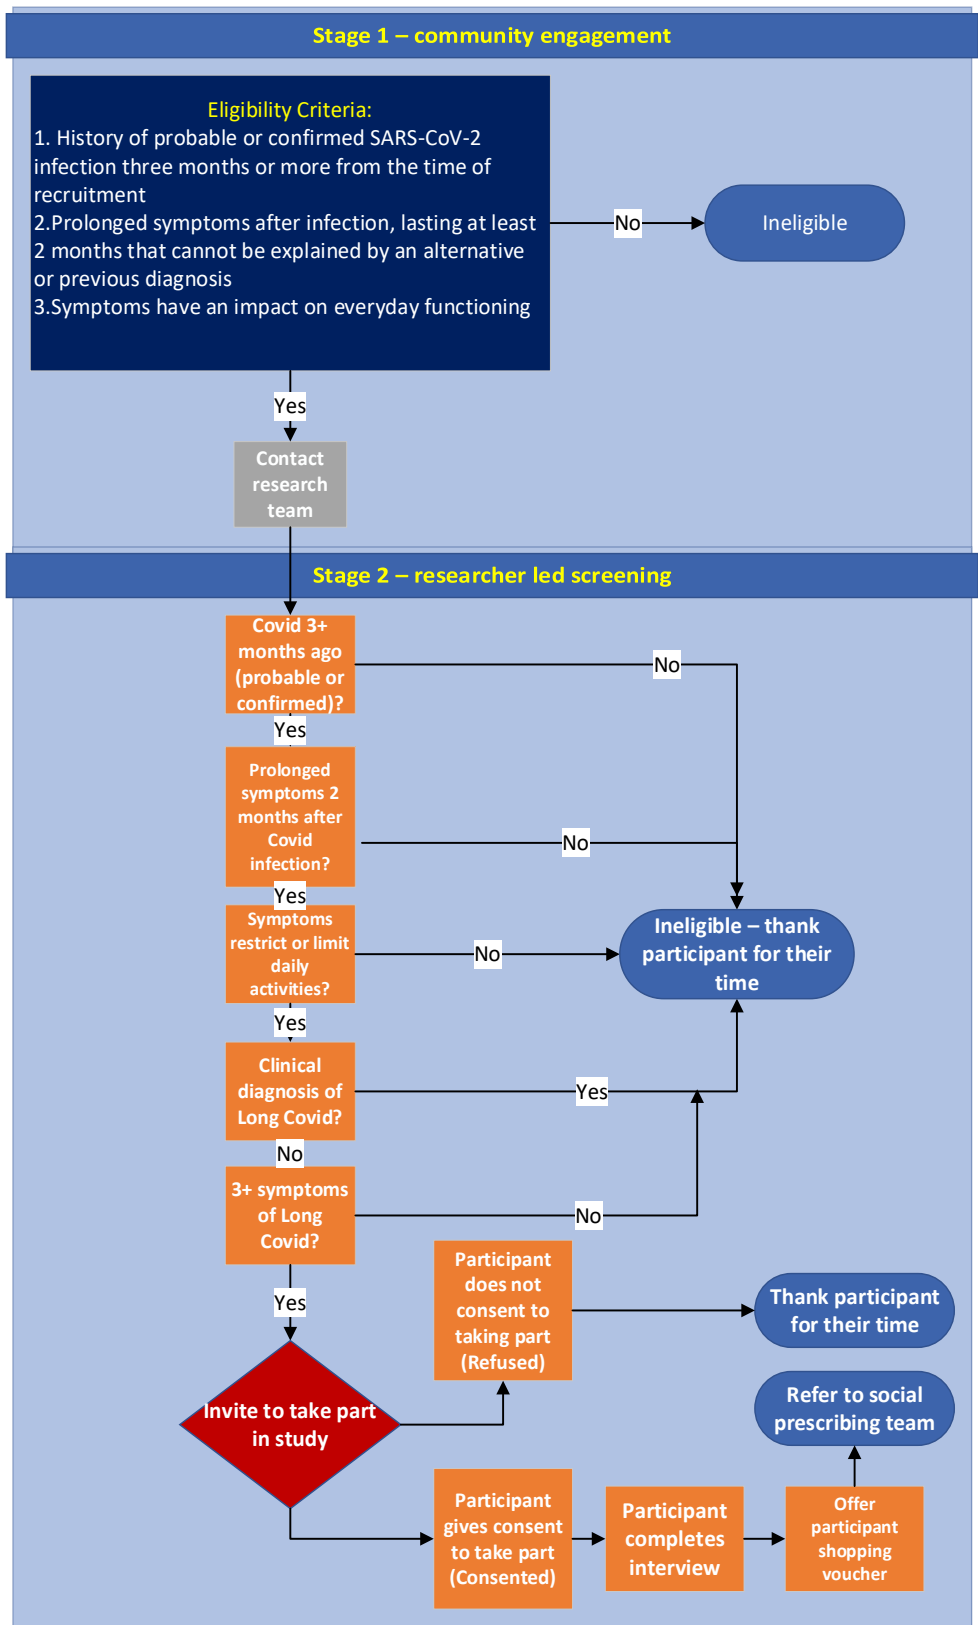 Stage 1 – community engagement
Eligibility Criteria:
1. History of probable or confirmed SARS-CoV-2
infection three months or more from the time of
recruitment
2.Prolonged symptoms after infection, lasting at least
2 months that cannot be explained by an alternative
or previous diagnosis
3.Symptoms have an impact on everyday functioning
No
Ineligible
Yes
Contact
research
team
Stage 2 – researcher led screening
Covid 3+
months ago
(probable or
confirmed)?
No
Yes
Prolonged
symptoms 2
months after
Covid
infection?
No
Yes
Symptoms
restrict or limit
daily
activities?
No
Ineligible – thank
participant for their
time
Yes
Clinical
diagnosis of
Long Covid?
Yes
No
3+ symptoms
of Long
Covid?
No
Yes
Participant
does not
consent to
taking part
(Refused)
Thank participant
for their time
Invite to take part
in study
Refer to social
prescribing team
Participant
gives consent
to take part
(Consented)
Participant
completes
interview
Offer
participant
shopping
voucher